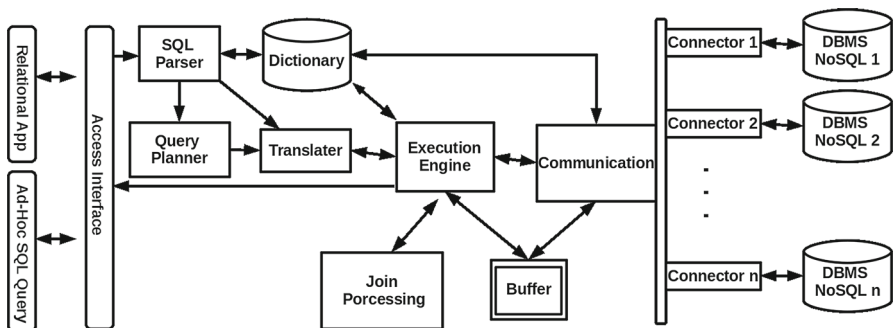 Relational App
Ad-Hoc SQL Query
Access Interface
SQL
Parser
Dictionary
Query
Planner
Translater
Execution
Engine
Communication
Join
Porcessing
Buffer
Connector 1
DBMS
NoSQL 1
Connector 2
DBMS
NoSQL 2
Connector n
DBMS
NoSQL n